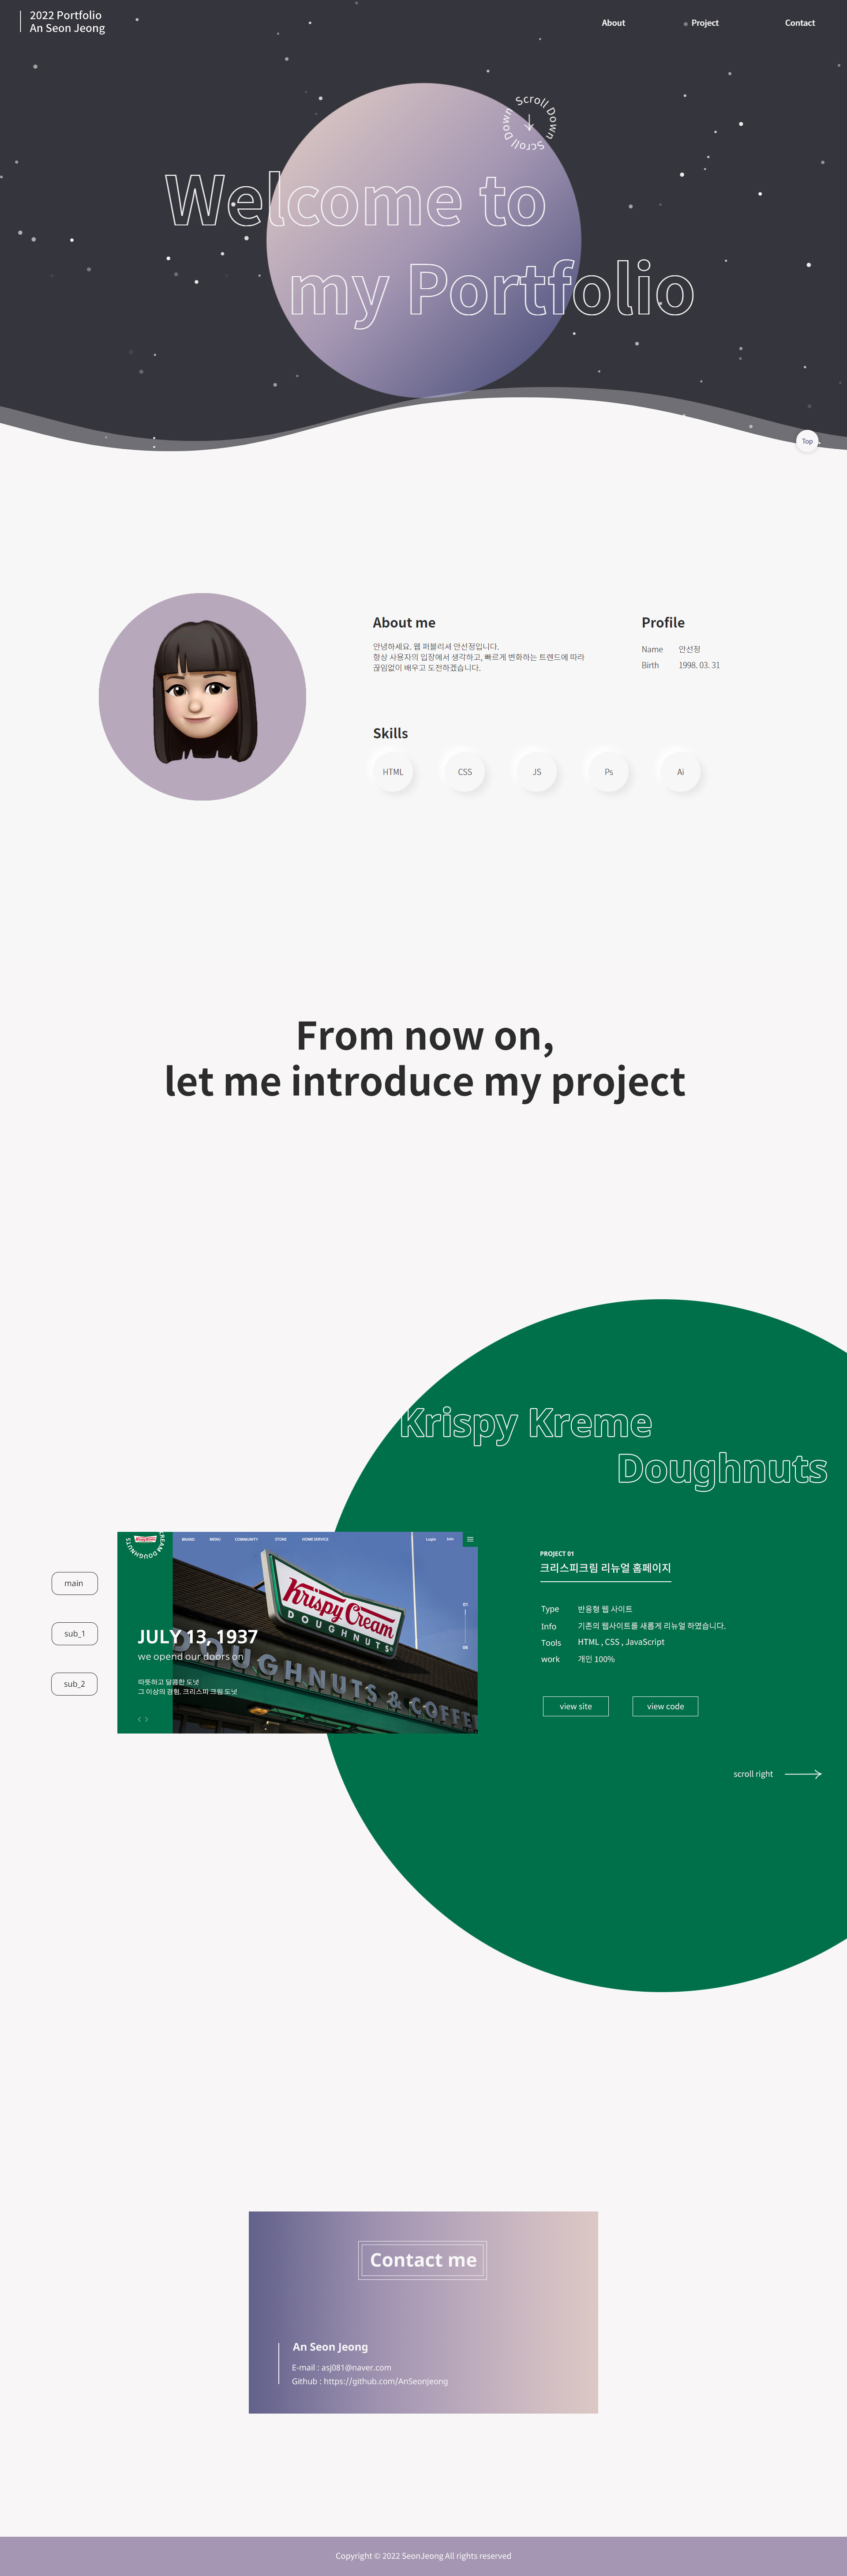 2022 Portfolio
An Seon Jeong
About
Project
Contact
Scroll Down Scroll Down
Welcome to
my Portfolio
Top
About me
안녕하세요. 웹 퍼블리셔 안선정입니다.
항상 사용자의 입장에서 생각하고, 빠르게 변화하는 트렌드에 따라
끊임없이 배우고 도전하겠습니다.
Profile
Name 안선정
Birth 1998. 03. 31
Skills
HTML
CSS
JS
Ps
Ai
From now on,
let me introduce my project
Krispy Kreme
Doughnuts
main
sub_1
sub_2
BRAND
MENU
COMMUNITY
STORE
HOME SERVICE
Login
Join
Krispy Kreme
DOUGHNUTS
01
06
JULY 13, 1937
we opend our doors on
따뜻하고 달콤한 도넛
그 이상의 경험, 크리스피 크림 도넛
DOUGHNUTS & COFFEE
PROJECT 01
크리스피크림 리뉴얼 홈페이지
Type 반응형 웹 사이트
Info 기존의 웹사이트를 새롭게 리뉴얼 하였습니다.
Tools HTML , CSS , JavaScript
work 개인 100%
view site
view code
scroll right
Contact me
An Seon Jeong
E-mail : asj081@naver.com
Github : https://github.com/AnSeonJeong
Copyright © 2022 SeonJeong All rights reserved